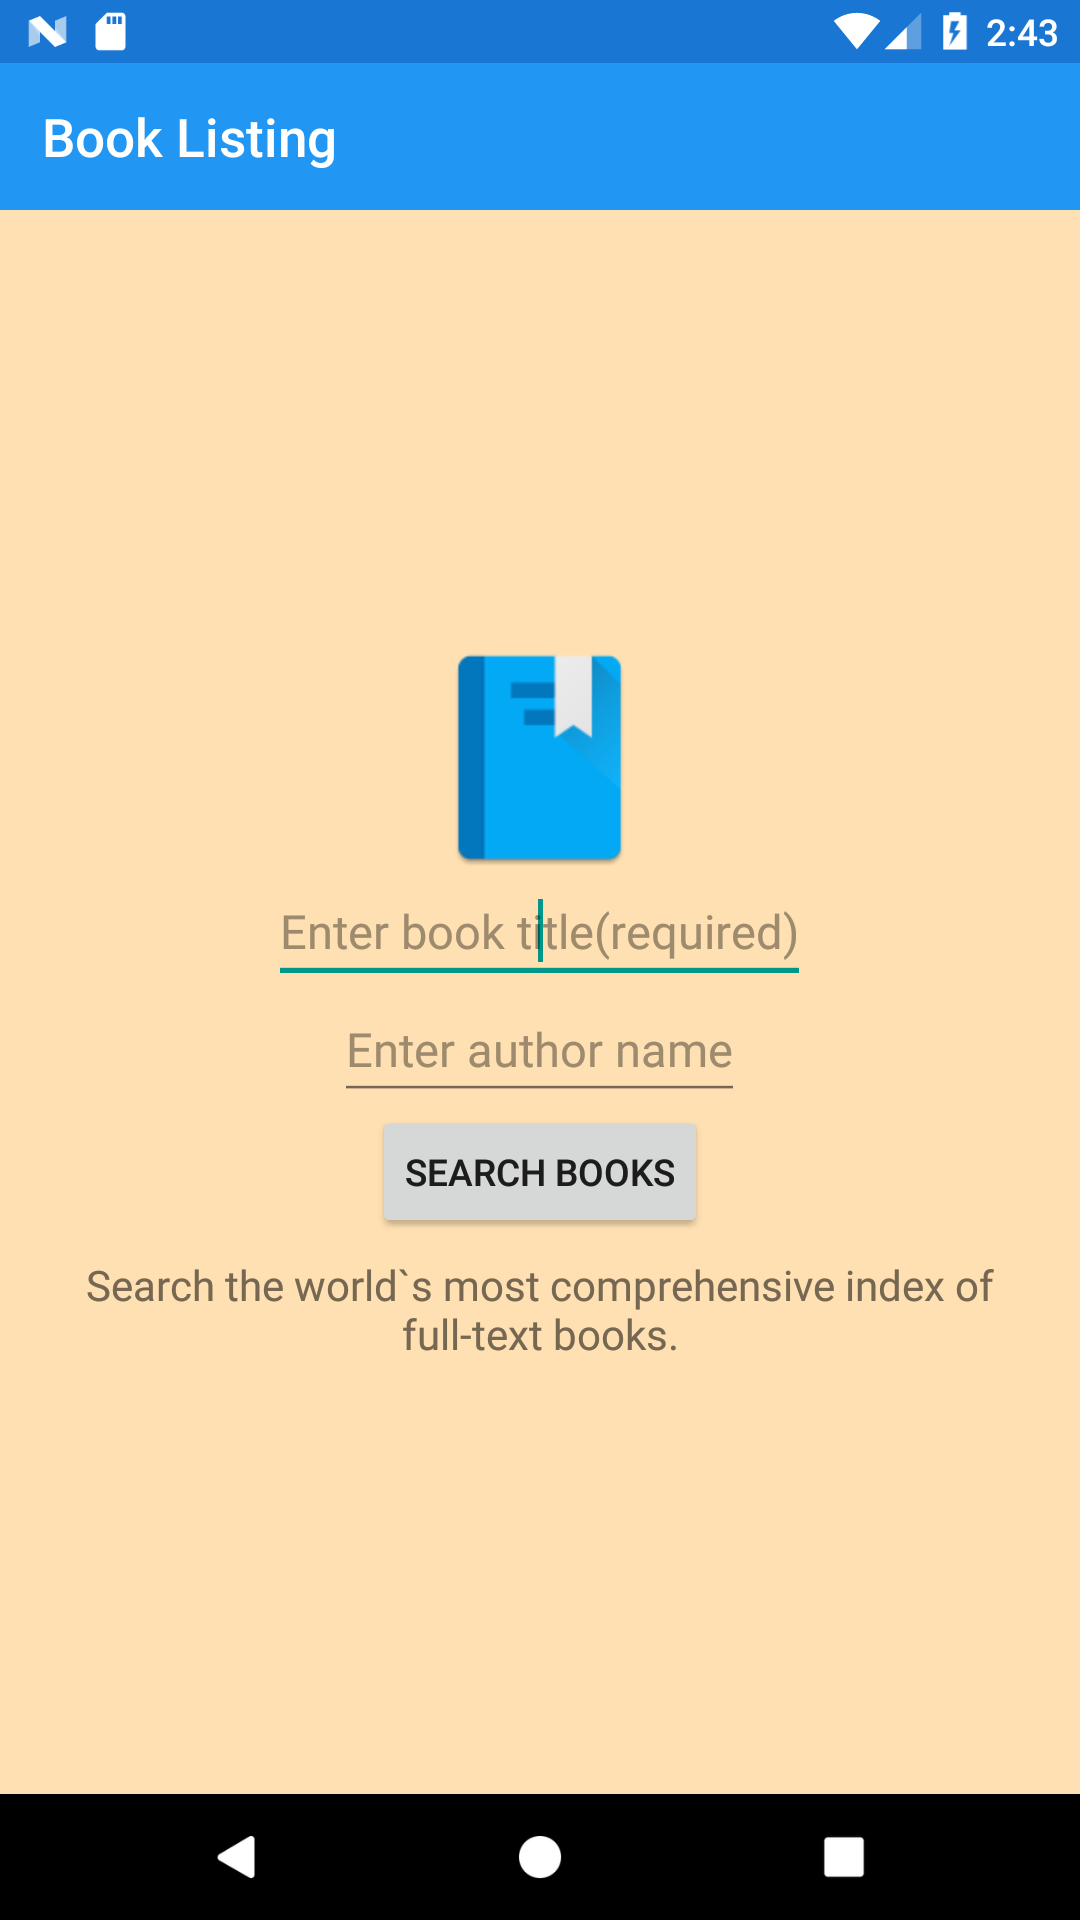 2:43
Book Listing
Enter book title(required)
Enter author name
SEARCH BOOKS
Search the world`s most comprehensive index of
full-text books.